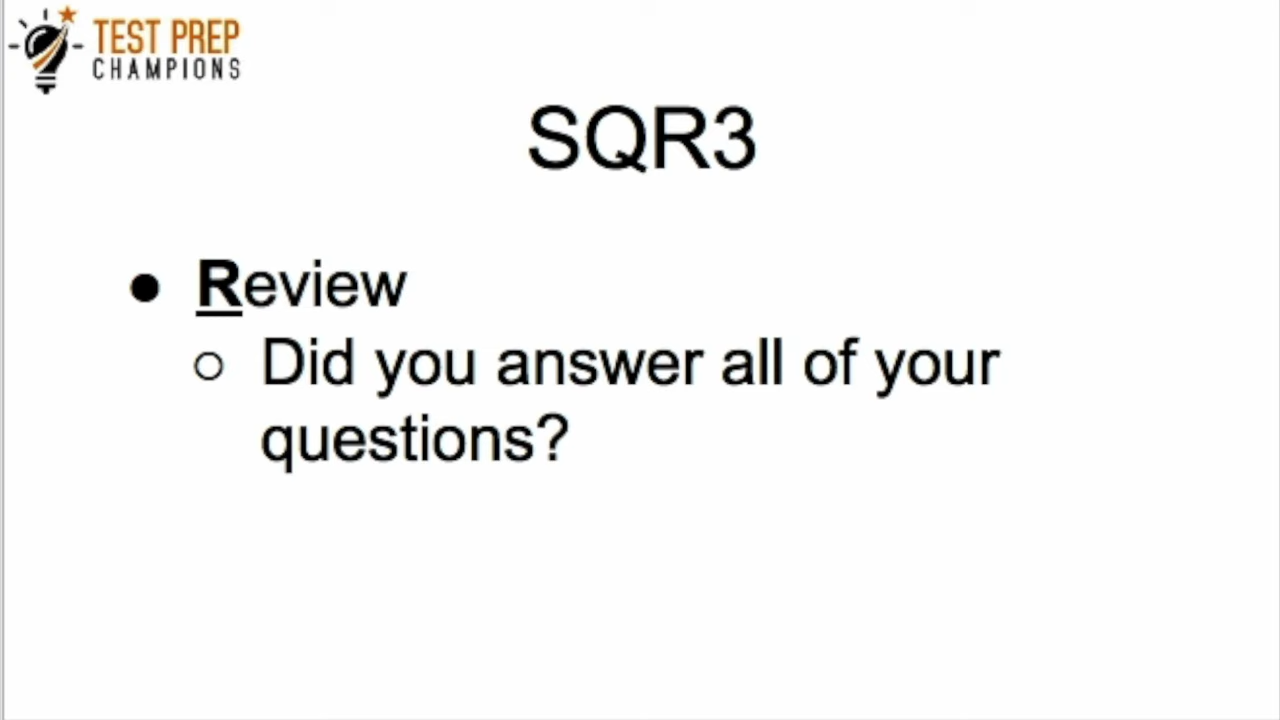 TEST PREP
CHAMPIONS
SQR3
● Review
○ Did you answer all of your
questions?